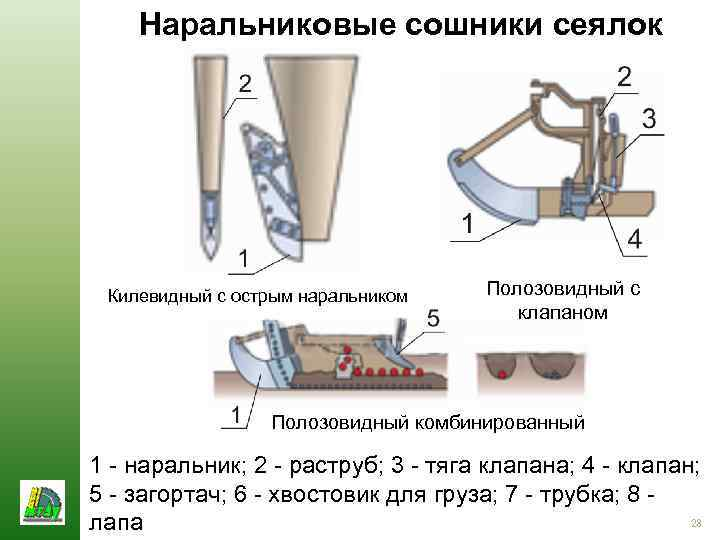 Наральниковые сошники сеялок
2
1
2
3
1
4
Килевидный с острым наральником
Полозовидный с
клапаном
5
1
Полозовидный комбинированный
1 - наральник; 2 - раструб; 3 - тяга клапана; 4 - клапан;
5 - загортач; 6 - хвостовик для груза; 7 - трубка; 8 -
лапа
28